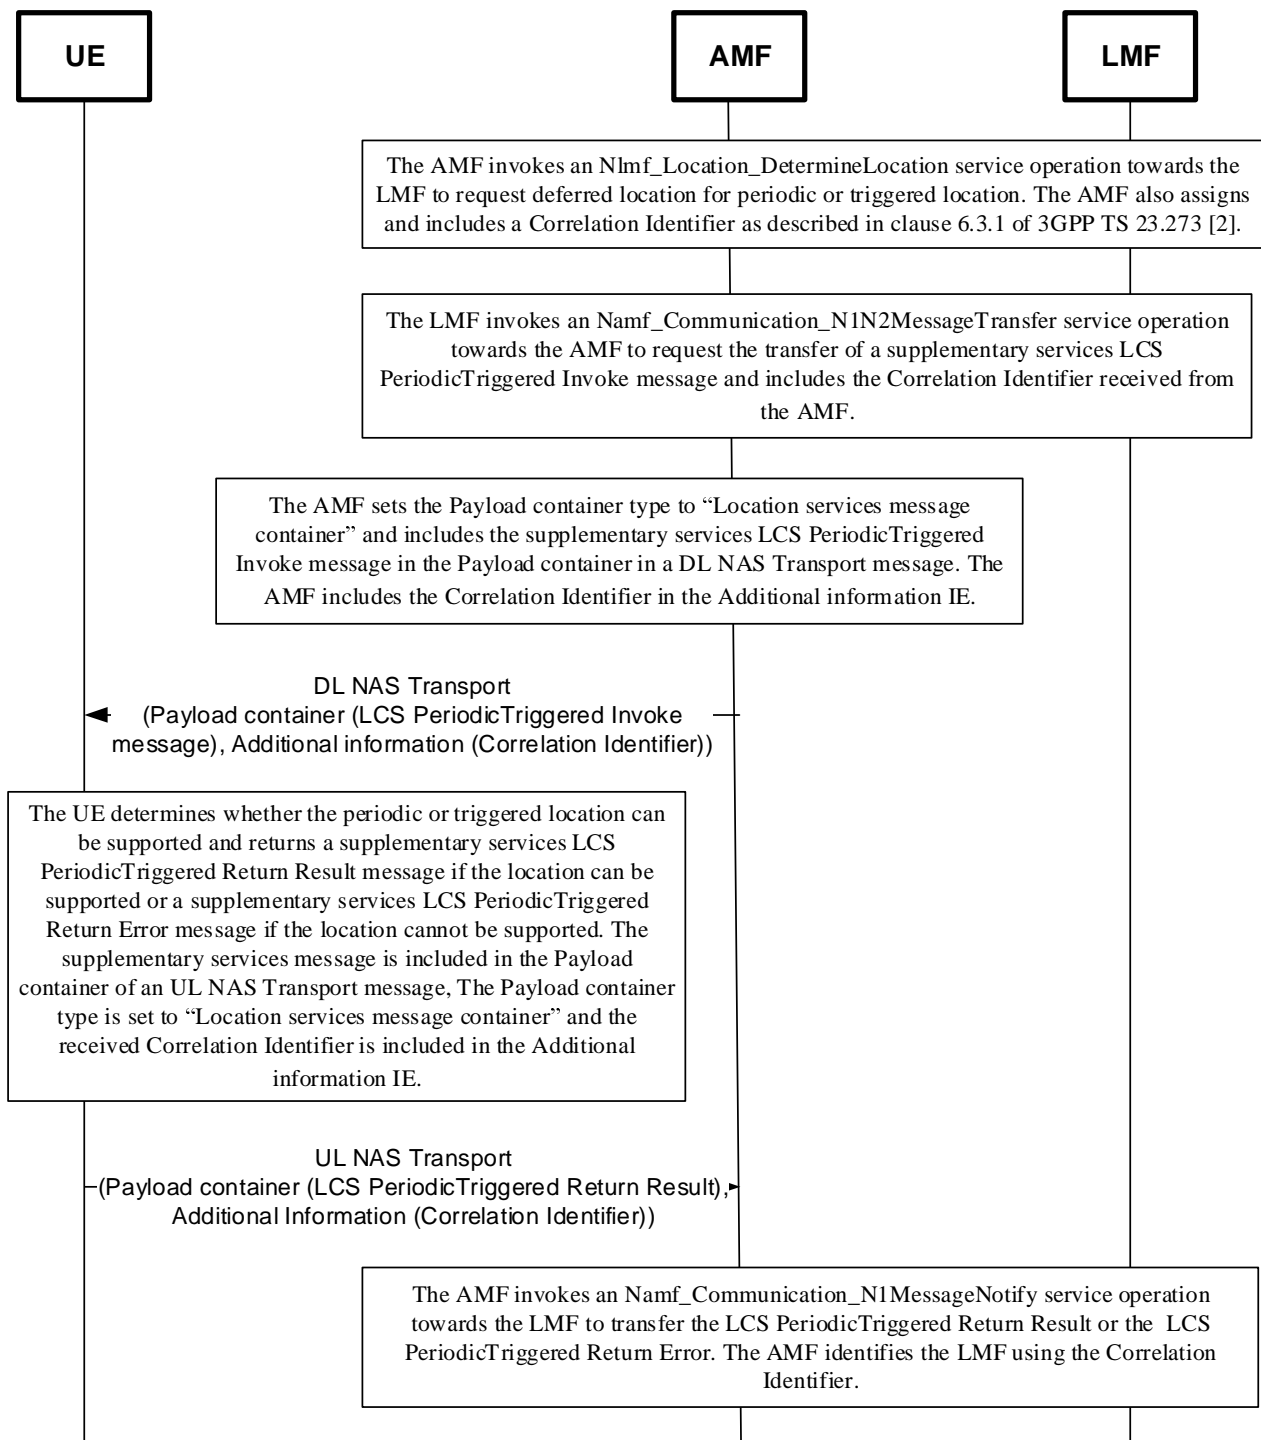 UE
AMF
LMF
The AMF invokes an Nlmf_Location_DetermineLocation service operation towards the
LMF to request deferred location for periodic or triggered location. The AMF also assigns
and includes a Correlation Identifier as described in clause 6.3.1 of 3GPP TS 23.273 [2].
The LMF invokes an Namf_Communication_N1N2MessageTransfer service operation
towards the AMF to request the transfer of a supplementary services LCS
PeriodicTriggered Invoke message and includes the Correlation Identifier received from
the AMF.
The AMF sets the Payload container type to “Location services message
container” and includes the supplementary services LCS PeriodicTriggered
Invoke message in the Payload container in a DL NAS Transport message. The
AMF includes the Correlation Identifier in the Additional information IE.
DL NAS Transport
(Payload container (LCS PeriodicTriggered Invoke
message), Additional information (Correlation Identifier))
The UE determines whether the periodic or triggered location can
be supported and returns a supplementary services LCS
PeriodicTriggered Return Result message if the location can be
supported or a supplementary services LCS PeriodicTriggered
Return Error message if the location cannot be supported. The
supplementary services message is included in the Payload
container of an UL NAS Transport message, The Payload container
type is set to “Location services message container” and the
received Correlation Identifier is included in the Additional
information IE.
UL NAS Transport
(Payload container (LCS PeriodicTriggered Return Result),
Additional Information (Correlation Identifier))
The AMF invokes an Namf_Communication_N1MessageNotify service operation
towards the LMF to transfer the LCS PeriodicTriggered Return Result or the LCS
PeriodicTriggered Return Error. The AMF identifies the LMF using the Correlation
Identifier.